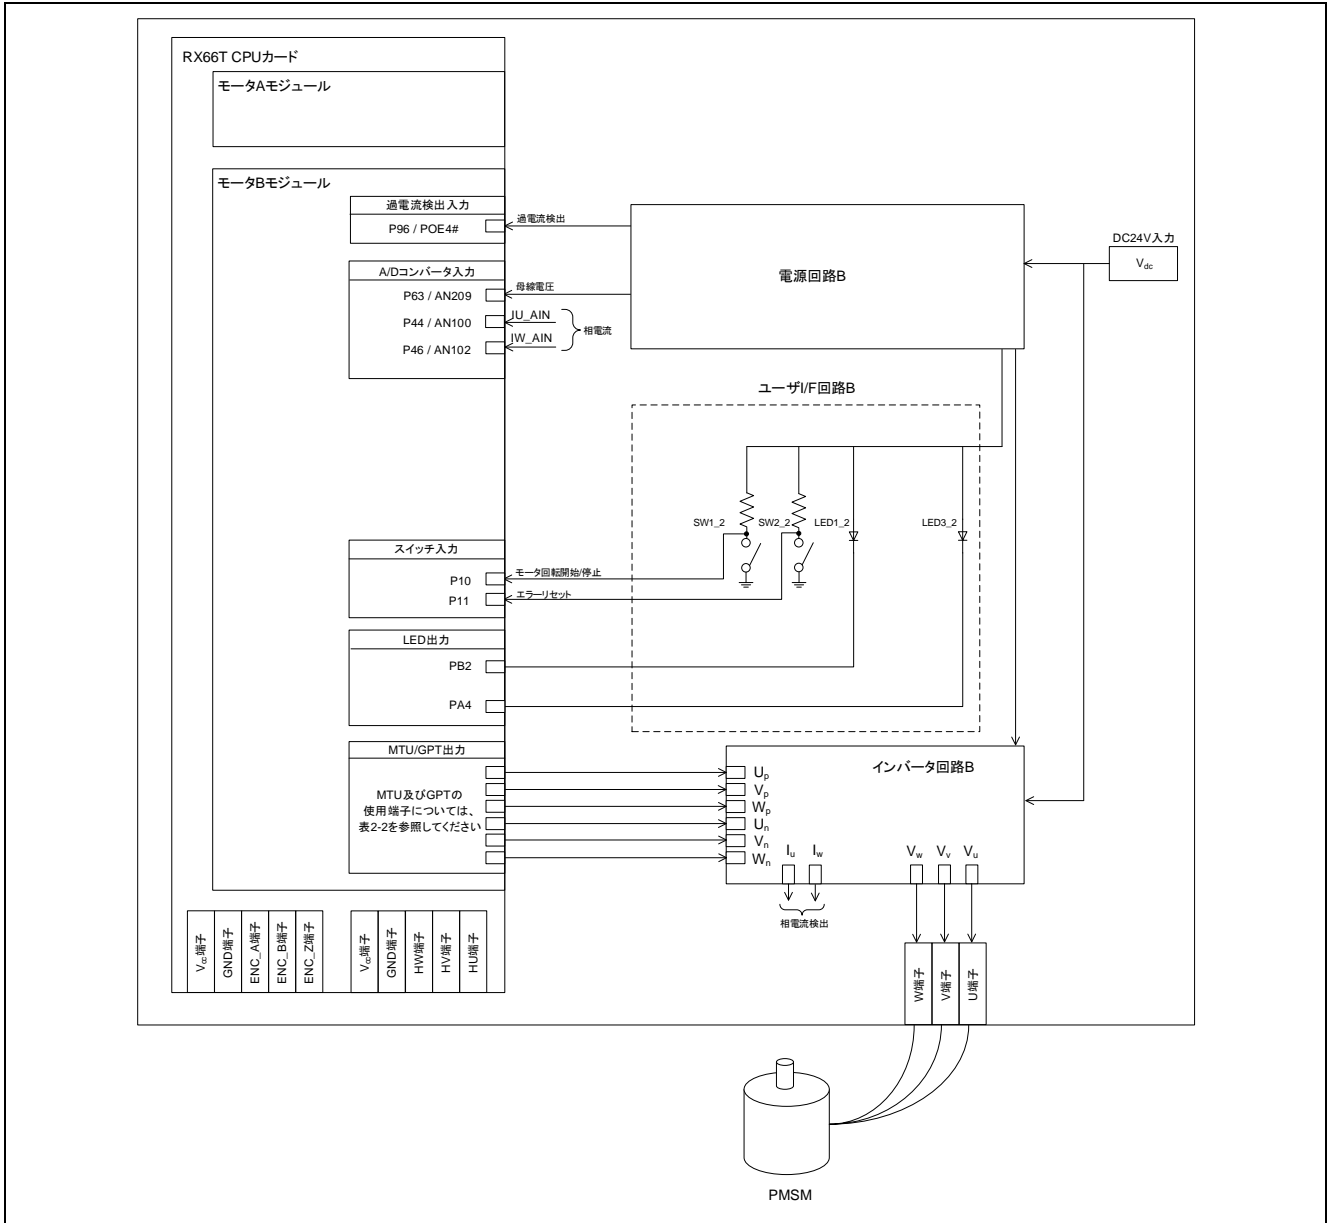 RX66T CPUカード
モータAモジュール
モータBモジュール
過電流検出入力
P96 / POE4#
過電流検出
A/Dコンバータ入力
P63 / AN209
P44 / AN100
P46 / AN102
母線電圧
IU_AIN
IW_AIN
相電流
電源回路B
DC24V入力
Vdc
ユーザI/F回路B
SW1_2
SW2_2
LED1_2
LED3_2
スイッチ入力
P10
P11
モータ回転開始/停止
エラーリセット
LED出力
PB2
PA4
MTU/GPT出力
MTU及びGPTの
使用端子については、
表2-2を参照してください
インバータ回路B
Up
Vp
Wp
Un
Vn
Wn
Iu
Iw
Vw
Vv
Vu
相電流検出
Vcc端子
GND端子
ENC_A端子
ENC_B端子
ENC_Z端子
Vcc端子
GND端子
HW端子
HV端子
HU端子
W端子
V端子
U端子
PMSM